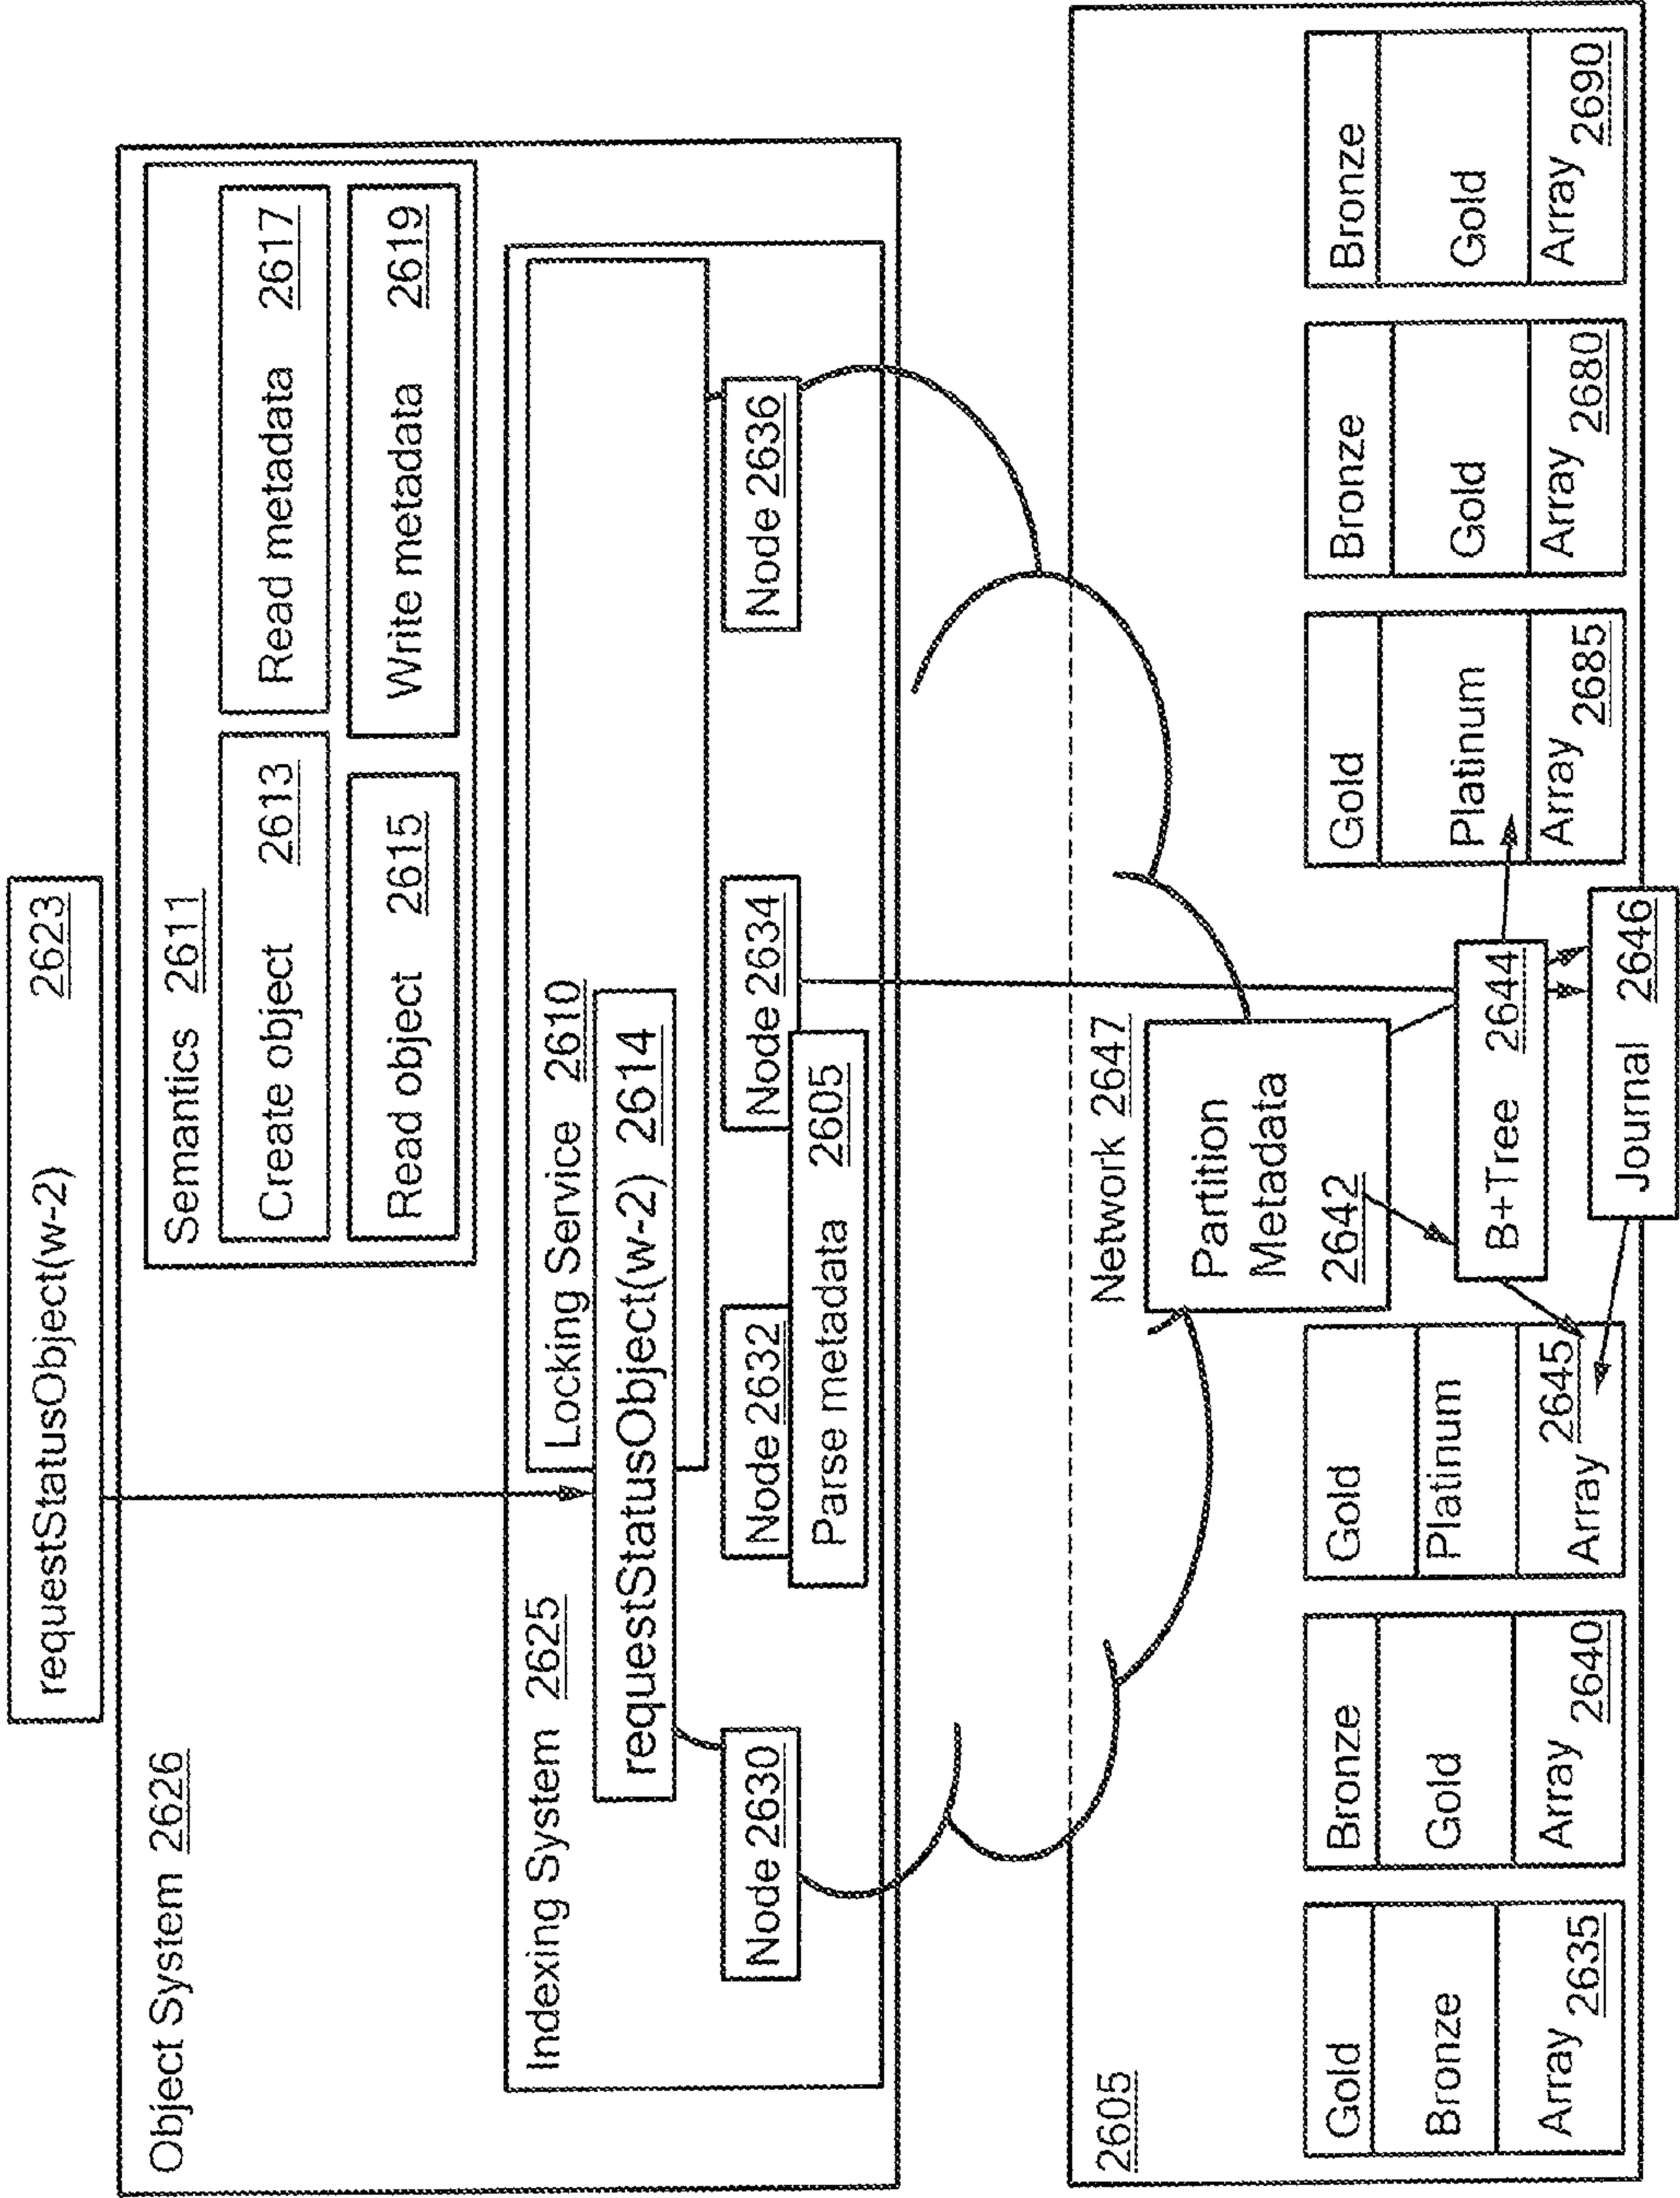 requestStatusObject(w-2) 2623
Object System 2626
Semantics 2611
Create object 2613
Read metadata 2617
Read object 2615
Write metadata 2619
Indexing System 2625
Locking Service 2610
requestStatusObject(w-2) 2614
Node 2630
Node 2632
Node 2634
Node 2636
Parse metadata 2605
2605
Network 2647
Partition
Metadata
2642
B+Tree 2644
Journal 2646
Gold
Bronze
Array 2635
Bronze
Gold
Array 2640
Gold
Platinum
Array 2645
Gold
Platinum
Array 2685
Bronze
Gold
Array 2680
Bronze
Gold
Array 2690